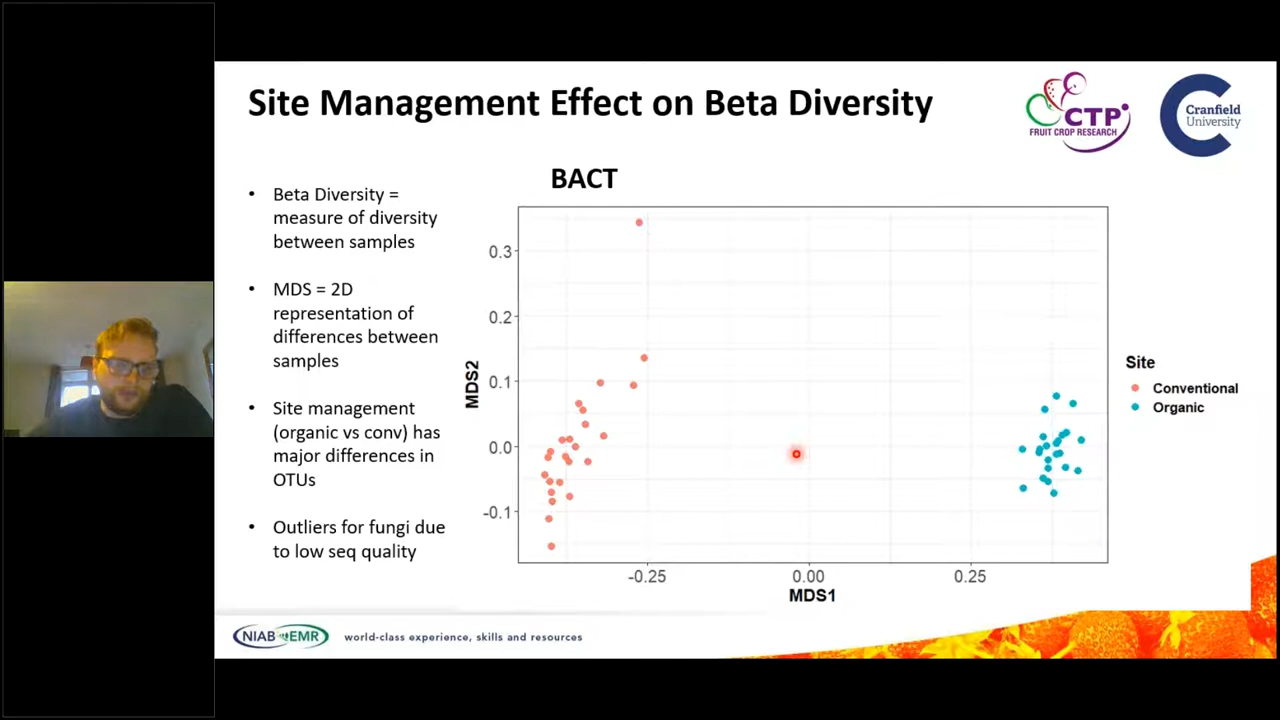 Site Management Effect on Beta Diversity
CTP
FRUIT CROP RESEARCH
Cranfield
University
• Beta Diversity =
measure of diversity
between samples
• MDS = 2D
representation of
differences between
samples
• Site management
(organic vs conv) has
major differences in
OTUs
• Outliers for fungi due
to low seq quality
BACT
MDS2
0.3
0.2
0.1
0.0
-0.1
-0.25
0.00
0.25
MDS1
Site
Conventional
Organic
NIAB EMR
world-class experience, skills and resources